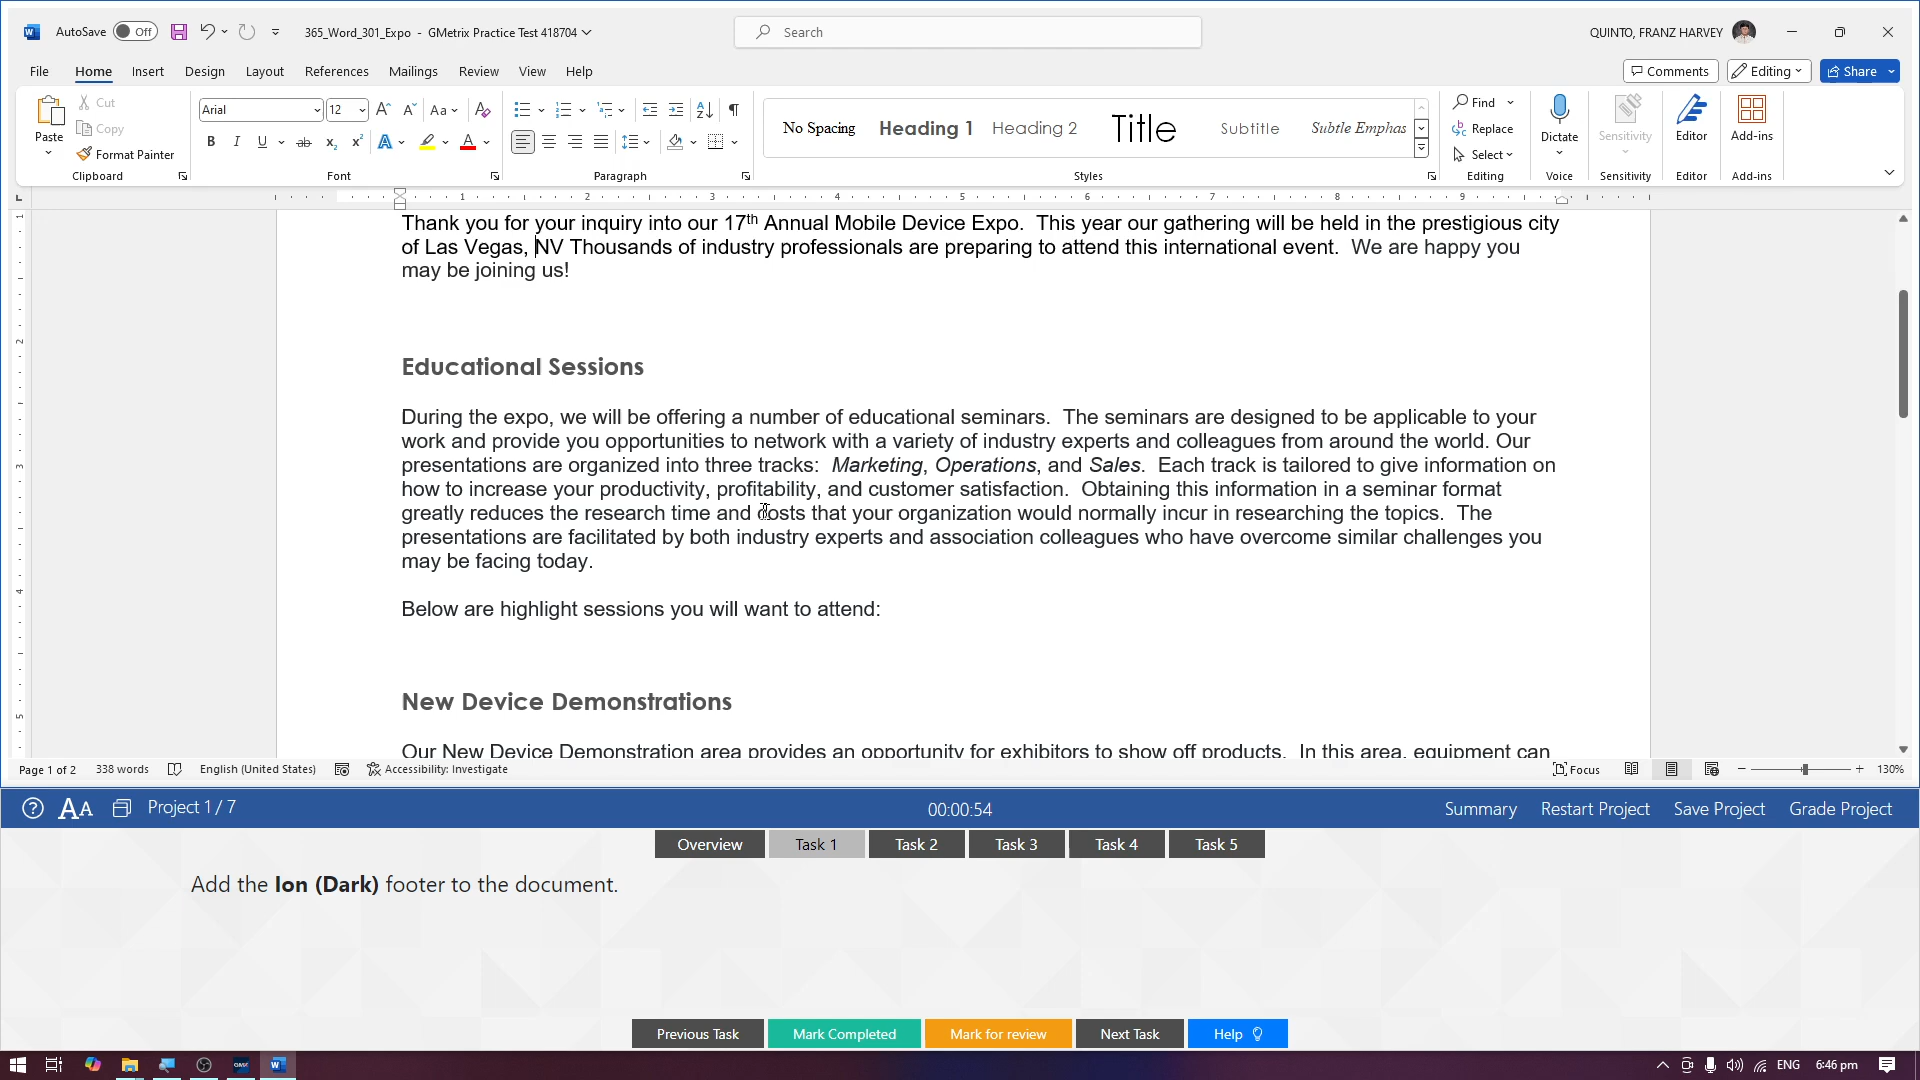 AutoSave Off 365_Word_301_Expo - GMetrix Practice Test 418704 Search QUINTO, FRANZ HARVEY
File Home Insert Design Layout References Mailings Review View Help Comments Editing Share
Paste Cut Copy Format Painter Clipboard
Arial 12 Aa B I U ab x2 x2 A A Font
Paragraph
No Spacing Heading 1 Heading 2 Title Subtitle Subtle Emphas Styles
Find Replace Select Editing
Dictate Voice
Sensitivity Sensitivity
Editor Editor
Add-ins Add-ins
1 2 3 4 5 6 7 8 9
Thank you for your inquiry into our 17th Annual Mobile Device Expo. This year our gathering will be held in the prestigious city
of Las Vegas, NV Thousands of industry professionals are preparing to attend this international event. We are happy you
may be joining us!
Educational Sessions
During the expo, we will be offering a number of educational seminars. The seminars are designed to be applicable to your
work and provide you opportunities to network with a variety of industry experts and colleagues from around the world. Our
presentations are organized into three tracks: Marketing, Operations, and Sales. Each track is tailored to give information on
how to increase your productivity, profitability, and customer satisfaction. Obtaining this information in a seminar format
greatly reduces the research time and costs that your organization would normally incur in researching the topics. The
presentations are facilitated by both industry experts and association colleagues who have overcome similar challenges you
may be facing today.
Below are highlight sessions you will want to attend:
New Device Demonstrations
Our New Device Demonstration area provides an opportunity for exhibitors to show off products. In this area, equipment can
Page 1 of 2 338 words English (United States) Accessibility: Investigate Focus 130%
Project 1 / 7 00:00:54 Summary Restart Project Save Project Grade Project
Overview Task 1 Task 2 Task 3 Task 4 Task 5
Add the Ion (Dark) footer to the document.
Previous Task Mark Completed Mark for review Next Task Help
ENG 6:46 pm